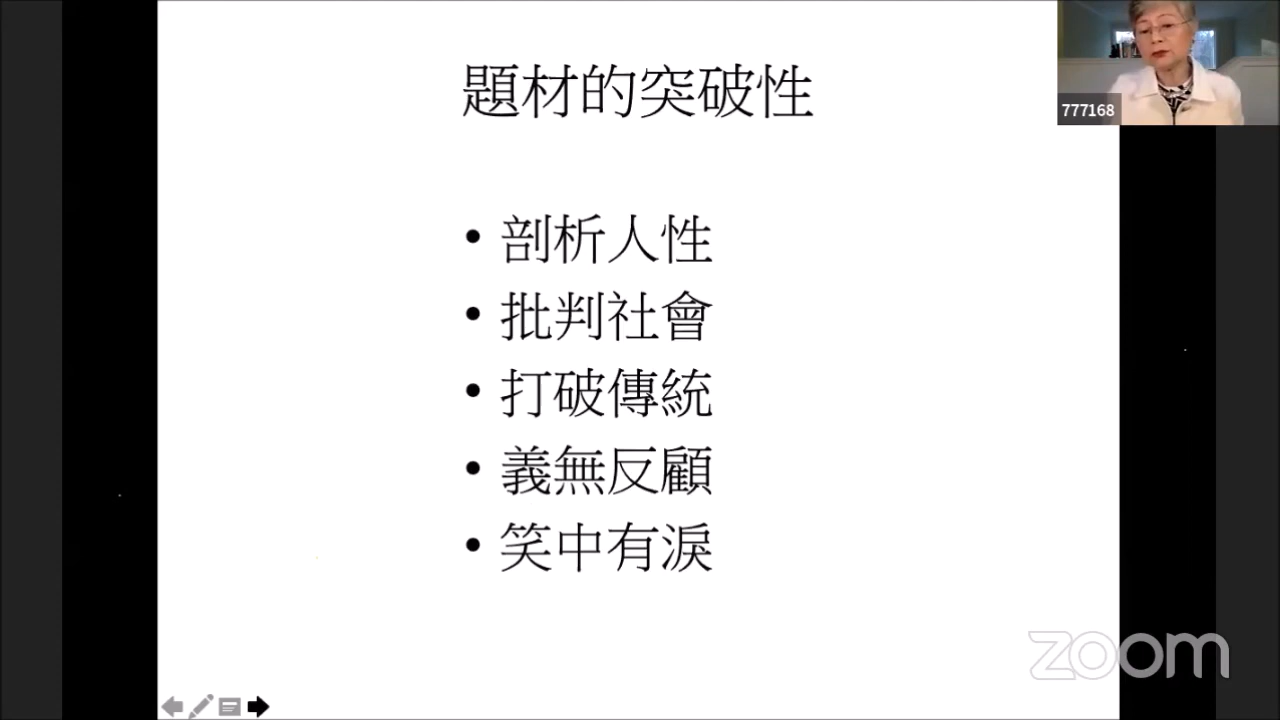 題材的突破性
777168
• 剖析人性
• 批判社會
• 打破傳統
• 義無反顧
• 笑中有淚
zoom